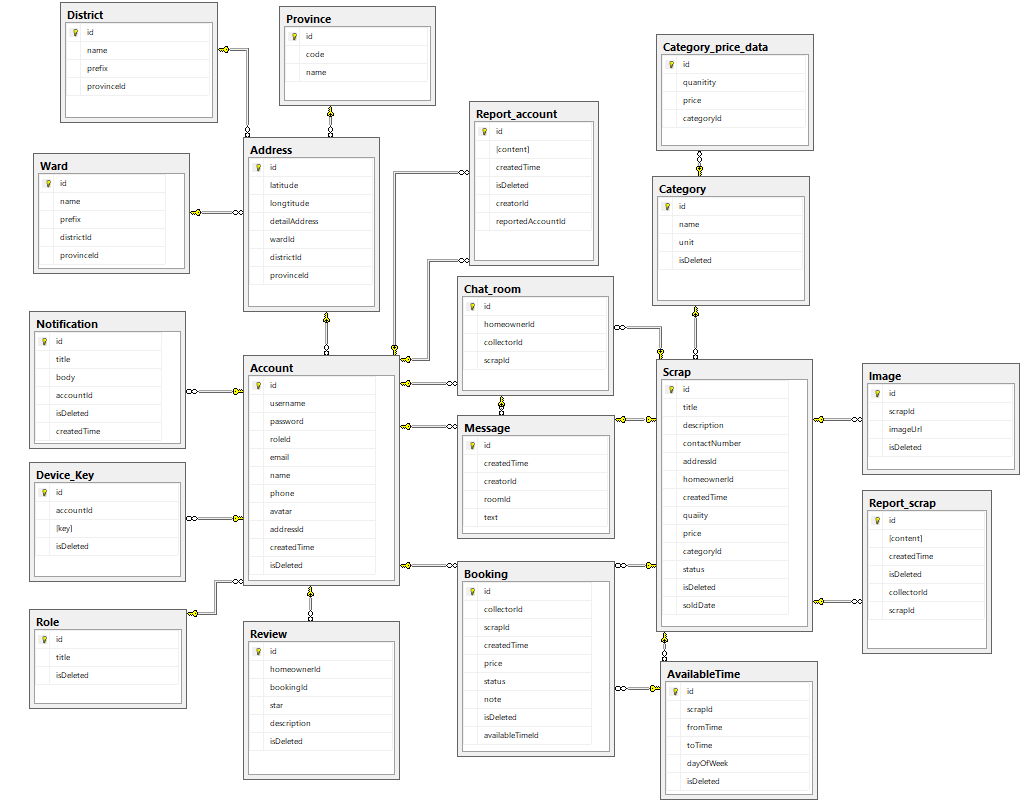 District
id
name
prefix
provinceId
Province
id
code
name
Category_price_data
id
quanitity
price
categoryId
Report_account
id
[content]
createdTime
isDeleted
creatorId
reportedAccountId
Address
id
latitude
longtitude
detailAddress
wardId
districtId
provinceId
Ward
id
name
prefix
districtId
provinceId
Category
id
name
unit
isDeleted
Chat_room
id
homeownerId
collectorId
scrapId
Notification
id
title
body
accountId
isDeleted
createdTime
Account
id
username
password
roleId
email
name
phone
avatar
addressId
createdTime
isDeleted
Scrap
id
title
description
contactNumber
addressId
homeownerId
createdTime
quaiity
price
categoryId
status
isDeleted
soldDate
Image
id
scrapId
imageUrl
isDeleted
Message
id
createdTime
creatorId
roomId
text
Device_Key
id
accountId
[key]
isDeleted
Report_scrap
id
[content]
createdTime
isDeleted
collectorId
scrapId
Booking
id
collectorId
scrapId
createdTime
price
status
note
isDeleted
availableTimeId
Role
id
title
isDeleted
Review
id
homeownerId
bookingId
star
description
isDeleted
AvailableTime
id
scrapId
fromTime
toTime
dayOfWeek
isDeleted